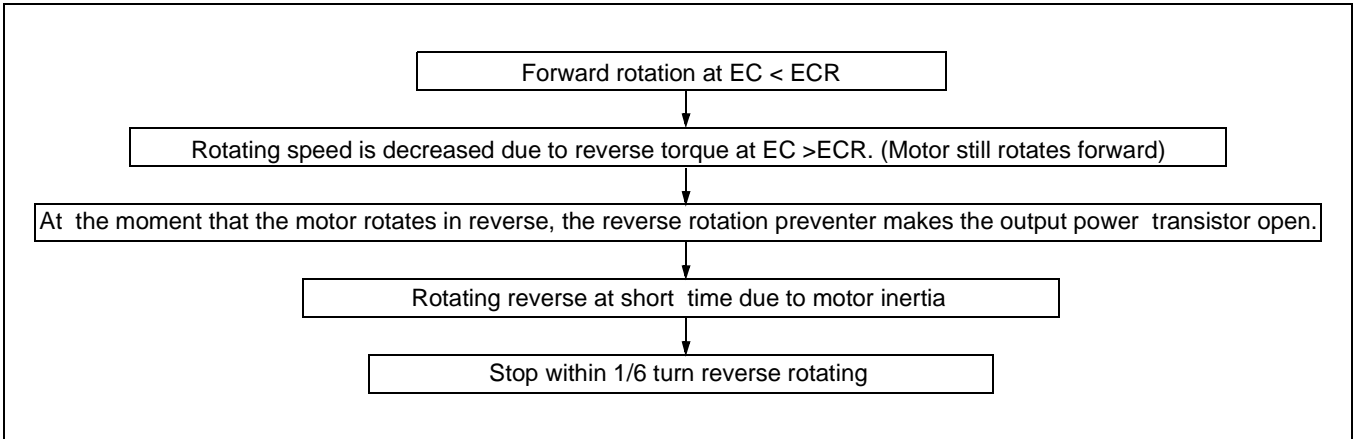 Forward rotation at EC < ECR
Rotating speed is decreased due to reverse torque at EC >ECR. (Motor still rotates forward)
At the moment that the motor rotates in reverse, the reverse rotation preventer makes the output power transistor open.
Rotating reverse at short time due to motor inertia
Stop within 1/6 turn reverse rotating